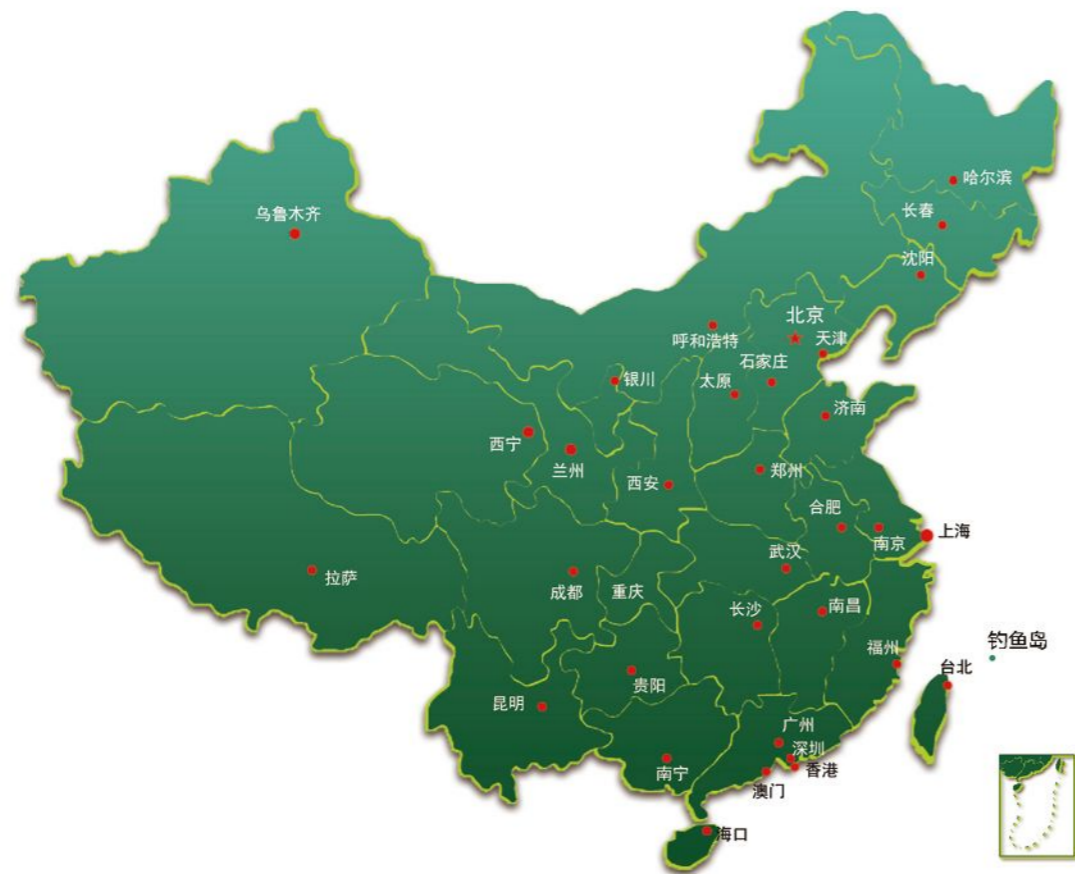 哈尔滨
乌鲁木齐
长春
沈阳
北京
呼和浩特
天津
石家庄
银川
太原
济南
西宁
兰州
郑州
西安
合肥
南京
上海
武汉
拉萨
成都
重庆
长沙
南昌
钓鱼岛
福州
台北
贵阳
昆明
广州
深圳
南宁
香港
澳门
海口